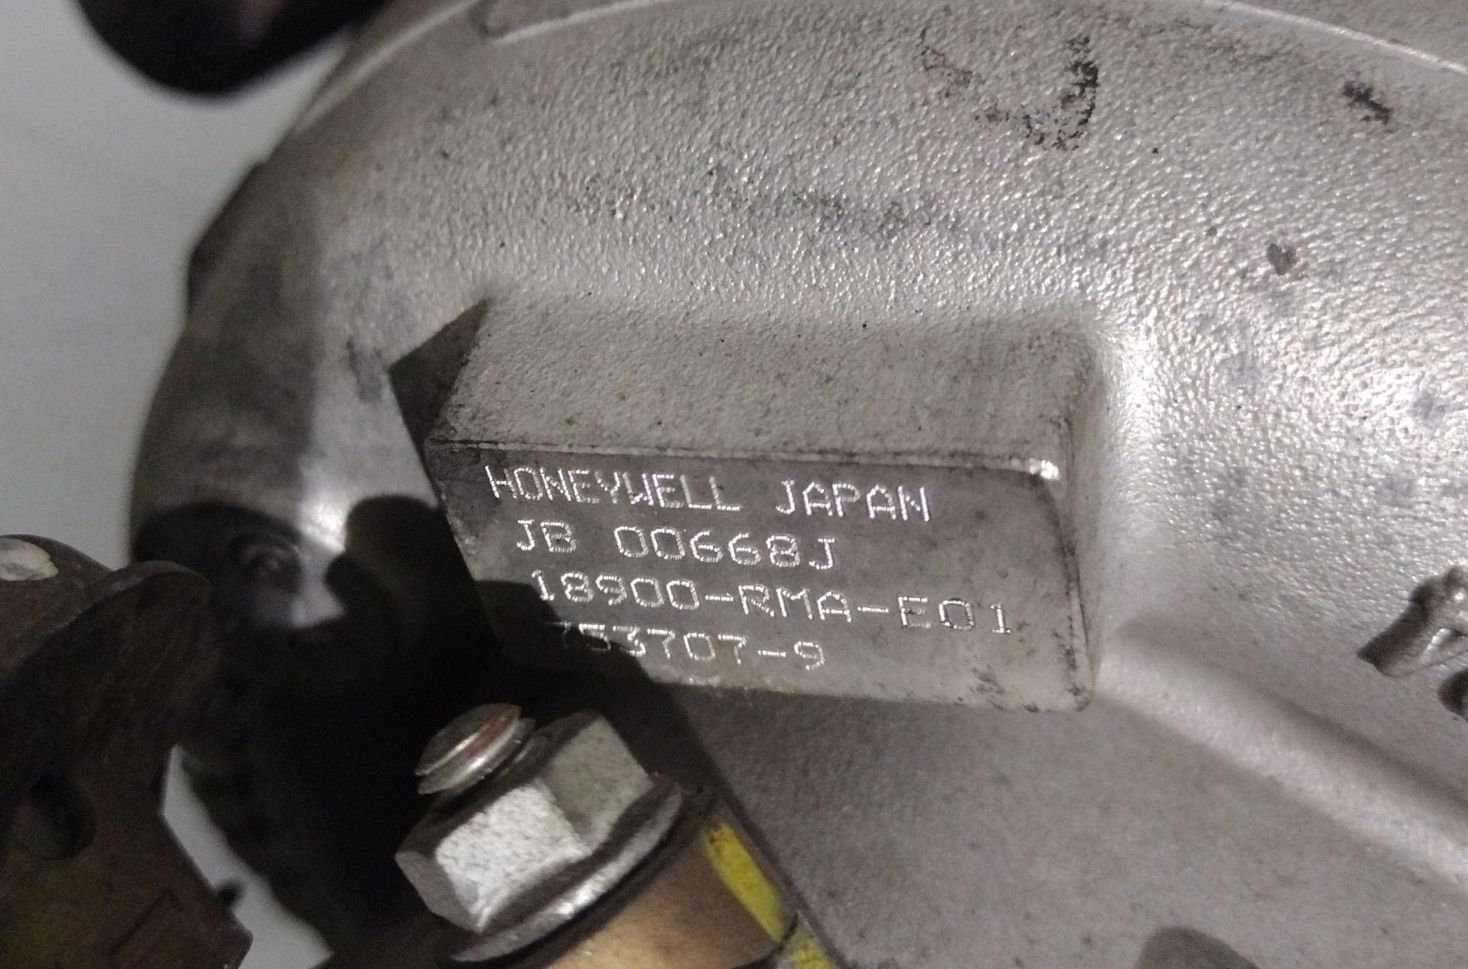 HONEYWELL JAPAN
JB 00668J
18900-RMA-E01
753707-9